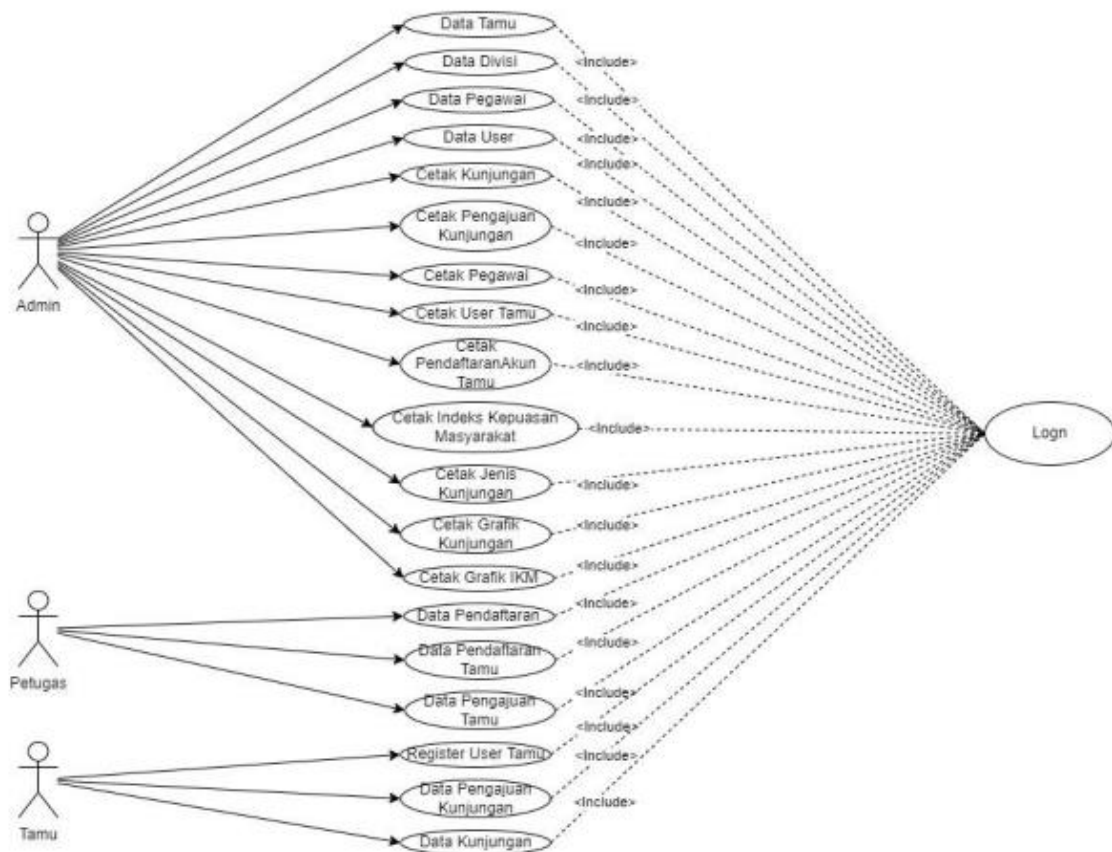 Data Tamu
Data Divisi
<Include>
Data Pegawai
<Include>
Data User
<Include>
<Include>
Cetak Kunjungan
<Include>
Cetak Pengajuan
Kunjungan
<Include>
Cetak Pegawai
<Include>
Cetak User Tamu
<Include>
Cetak
PendaftaranAkun
Tamu
<Include>
Admin
Cetak Indeks Kepuasan
Masyarakat
<Include>
Logn
Cetak Jenis
Kunjungan
<Include>
Cetak Grafik
Kunjungan
<Include>
Cetak Grafik IKM
<Include>
Data Pendaftaran
<Include>
Data Pendaftaran
Tamu
<Include>
Petugas
Data Pengajuan
Tamu
<Include>
<Include>
Register User Tamu
<Include>
Data Pengajuan
Kunjungan
<Include>
Tamu
Data Kunjungan